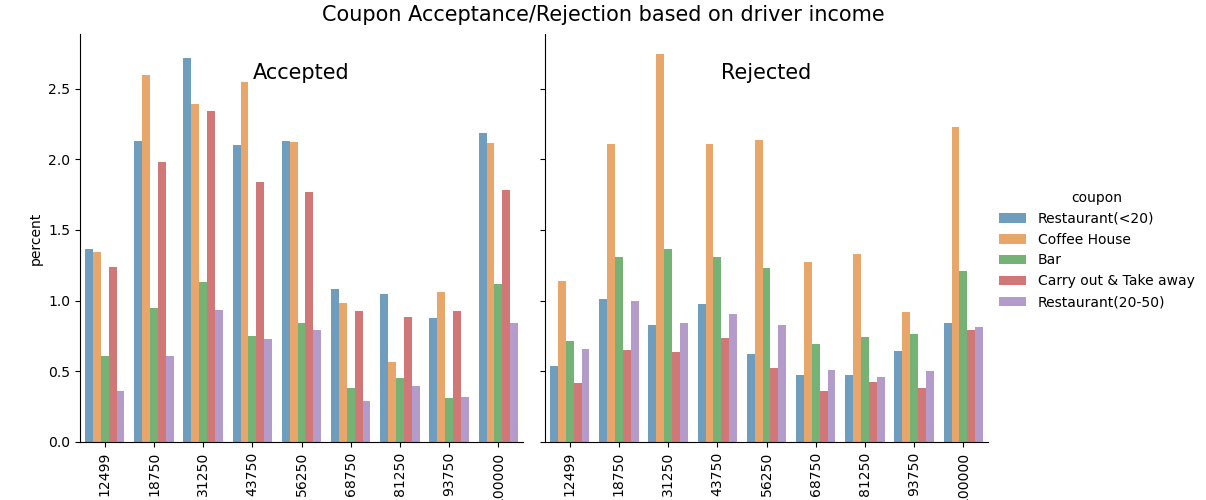 Coupon Acceptance/Rejection based on driver income
Accepted
Rejected
percent
2.5
2.0
1.5
1.0
0.5
0.0
12499
18750
31250
43750
56250
68750
81250
93750
.00000
12499
18750
31250
43750
56250
68750
81250
93750
.00000
coupon
Restaurant(<20)
Coffee House
Bar
Carry out & Take away
Restaurant(20-50)